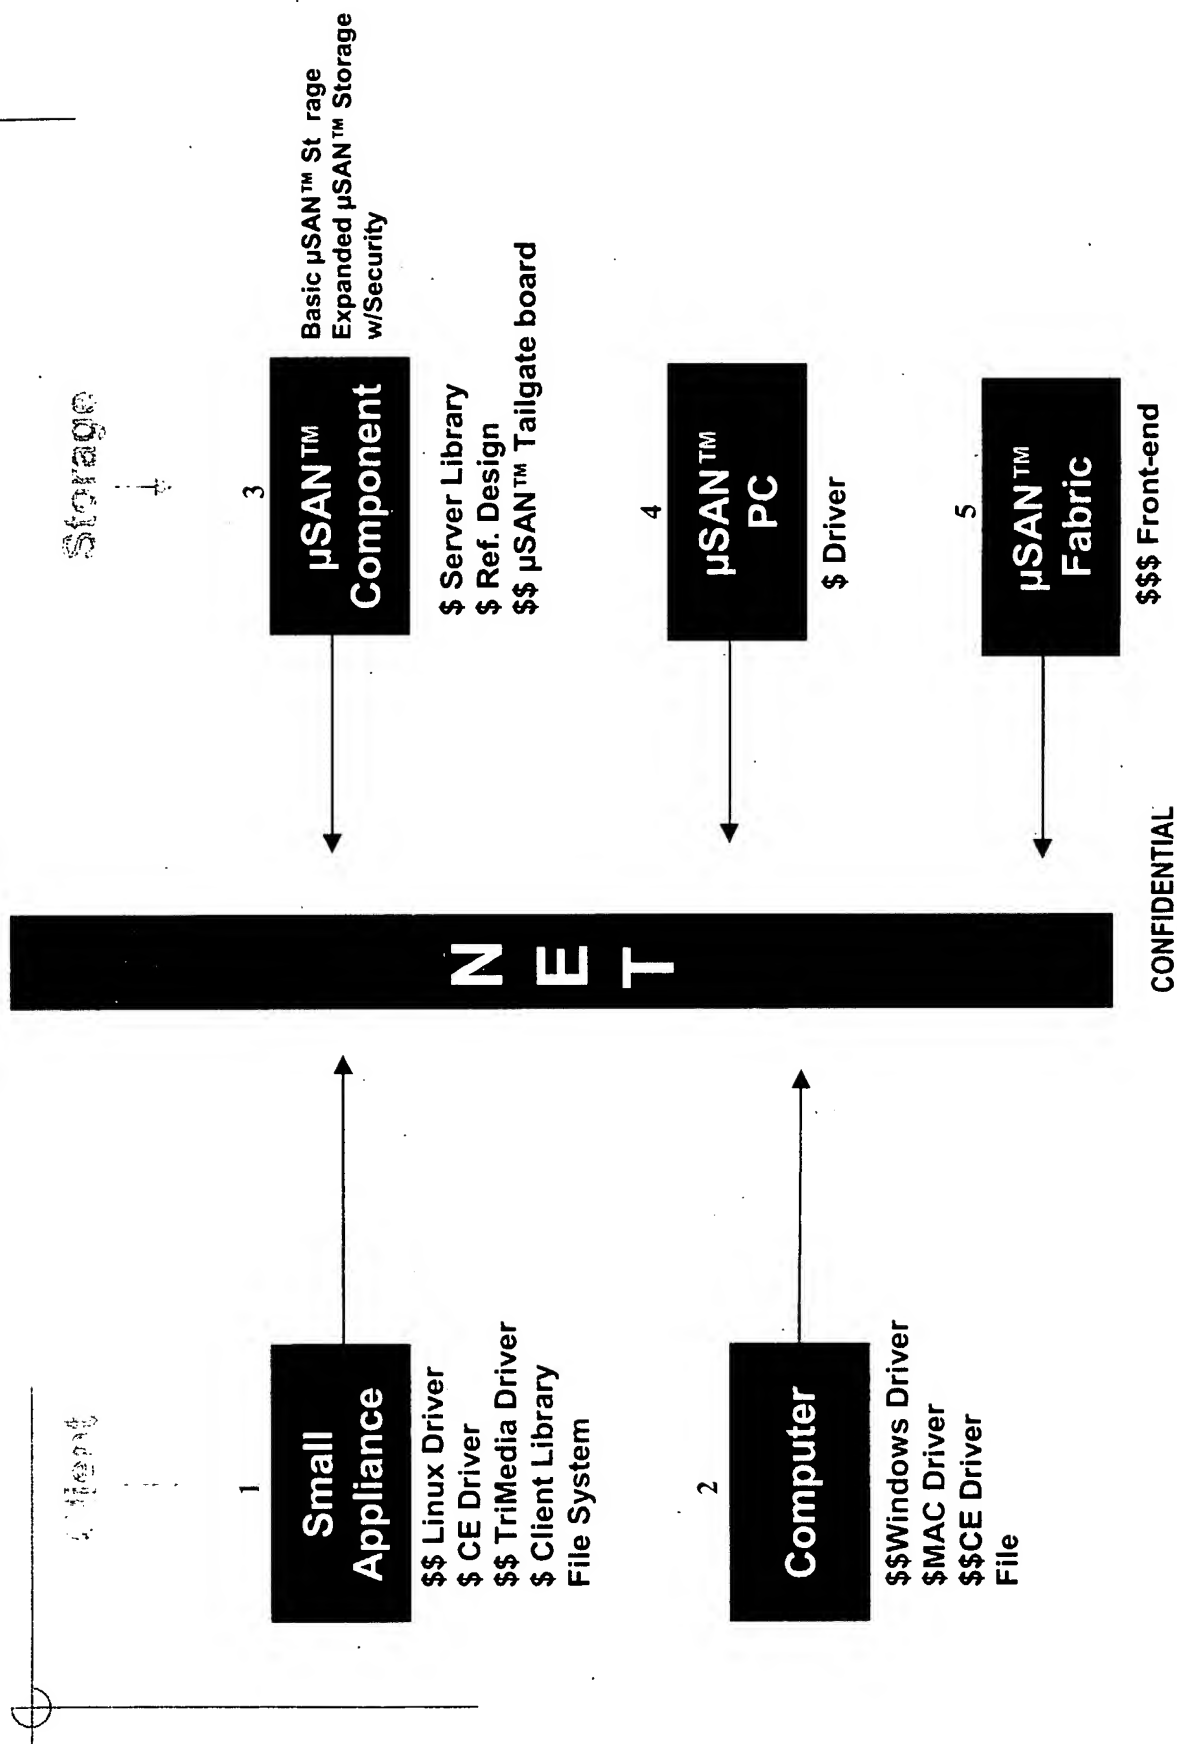 Client
Storage
1
Small
Appliance
$$ Linux Driver
$ CE Driver
$$ TriMedia Driver
$ Client Library
File System
2
Computer
$$Windows Driver
$MAC Driver
$$CE Driver
File
N
E
T
3
µSAN™
Component
Basic µSAN™ St rage
Expanded µSAN™ Storage
w/Security
$ Server Library
$ Ref. Design
$$ µSAN™ Tailgate board
4
µSAN™
PC
$ Driver
5
µSAN™
Fabric
$$$ Front-end
CONFIDENTIAL